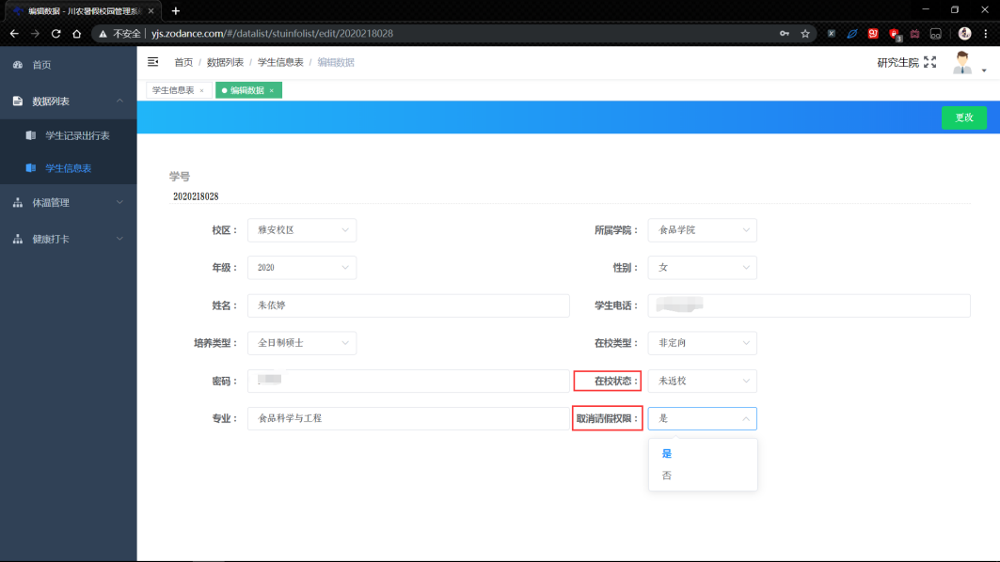 编辑数据 - 川农暑假校园管理系
不安全 | yjs.zodance.com/#/datalist/stuinfolist/edit/2020218028
3
首页
数据列表
学生记录出行表
学生信息表
体温管理
健康打卡
首页 / 数据列表 / 学生信息表 / 编辑数据
研究生院
学生信息表 × 编辑数据 ×
更改
学号
2020218028
校区: 雅安校区 所属学院: 食品学院
年级: 2020 性别: 女
姓名: 朱依婷 学生电话:
培养类型: 全日制硕士 在校类型: 非定向
密码: 在校状态: 未返校
专业: 食品科学与工程 取消请假权限: 是
是
否